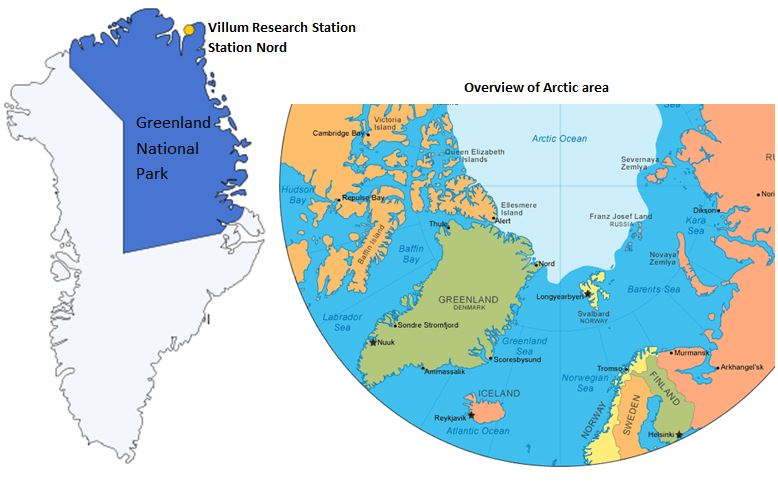 Villum Research Station
Station Nord
Greenland
National
Park
Overview of Arctic area
Victoria
Island
Cambridge Bay
Queen Elizabeth
Islands
Arctic Ocean
Sea
Severnaya
Zemlya
RU
Hudson
Bay
Repulse Bay
Ellesmere
Island
Alert
Franz Josef Land
RUSSIA
Dikson
Nori
Kara
Sea
Thule
Baffin Island
Baffin
Bay
Nord
Novaya
Zemlya
Longyearbyen
Barents Sea
GREENLAND
DENMARK
Svalbard
NORWAY
Labrador
Sea
Sondre Stromfjord
Nuuk
Greenland
Sea
Scoresbysund
Murmansk
Ammassalik
Tromso
Arkhangel'sk
Norwegian
Sea
ICELAND
FINLAND
Reykjavik
NORWAY
SWEDEN
Atlantic Ocean
Helsinki